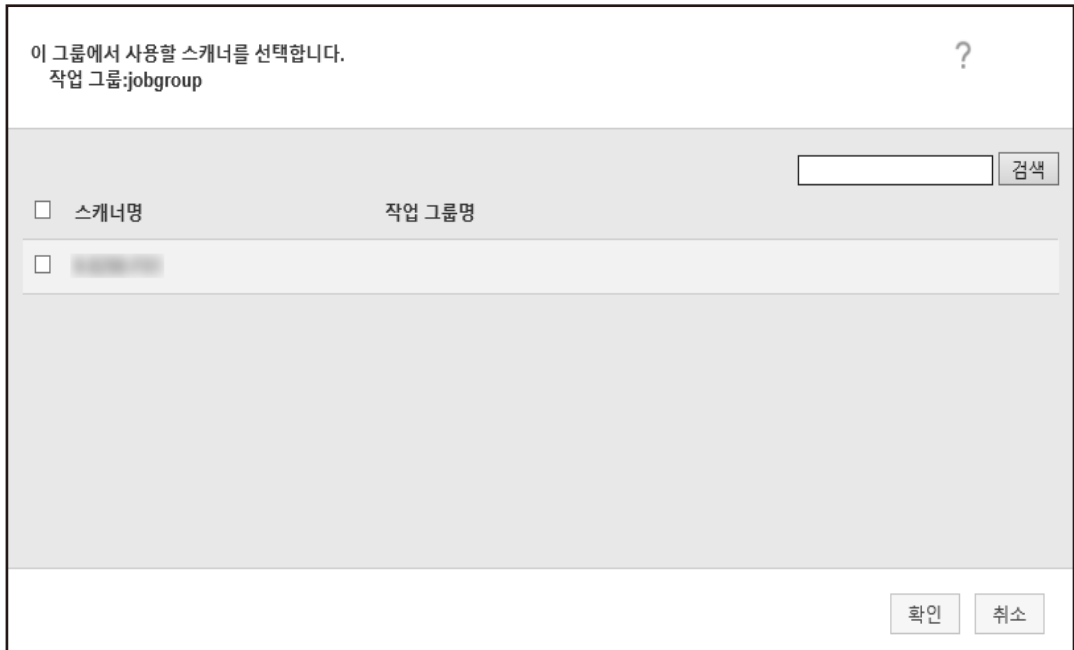 이 그룹에서 사용할 스캐너를 선택합니다.
작업 그룹:jobgroup
?
검색
스캐너명 작업 그룹명
확인 취소